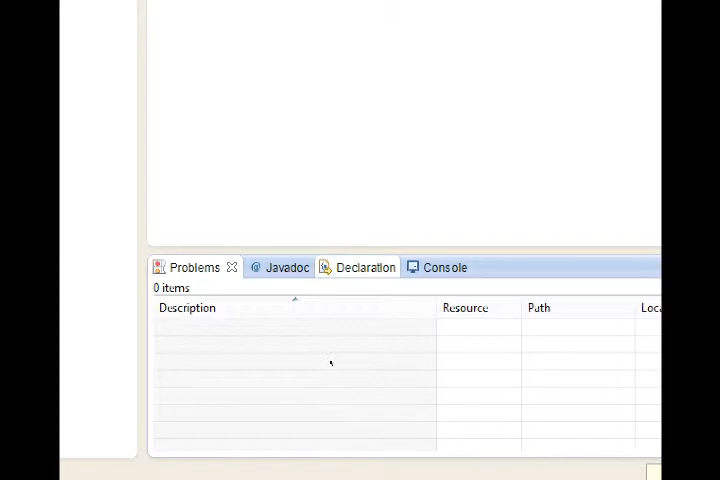 Problems Javadoc Declaration Console
0 items
Description Resource Path Loca